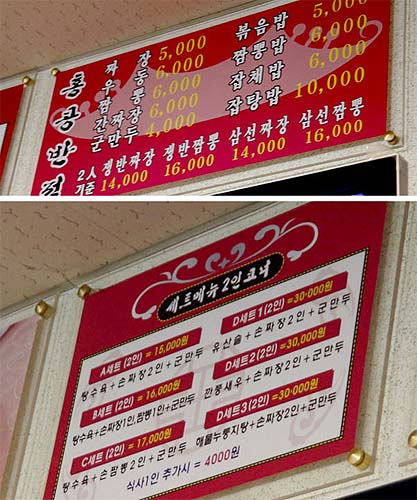 홍콩반점
짜 장 5,000 볶음밥
우 동 6,000 짬뽕밥 6,000
짬 뽕 6,000 잡채밥 6,000
간짜장 6,000 잡탕밥 10,000
군만두 4,000
2人 기준 쟁반짜장 쟁반짬뽕 삼선짜장 삼선짬뽕
14,000 16,000 14,000 16,000
세트메뉴 2인코너
A세트 (2인) = 15,000원
탕수육+손짜장2인+군만두
B세트 (2인) = 16,000원
탕수육+손짜장1인,짬뽕1인+군만두
C세트 (2인) = 17,000원
탕수육+손짬뽕2인+군만두
D세트1(2인)=30·000원
유산슬+손짜장2인+군만두
D세트2(2인)=30,000원
깐풍새우+손짜장2인+군만두
D세트3(2인)=30·000원
해물누룽지탕+손짜장2인+군만두
식사1인 추가시 = 4000원